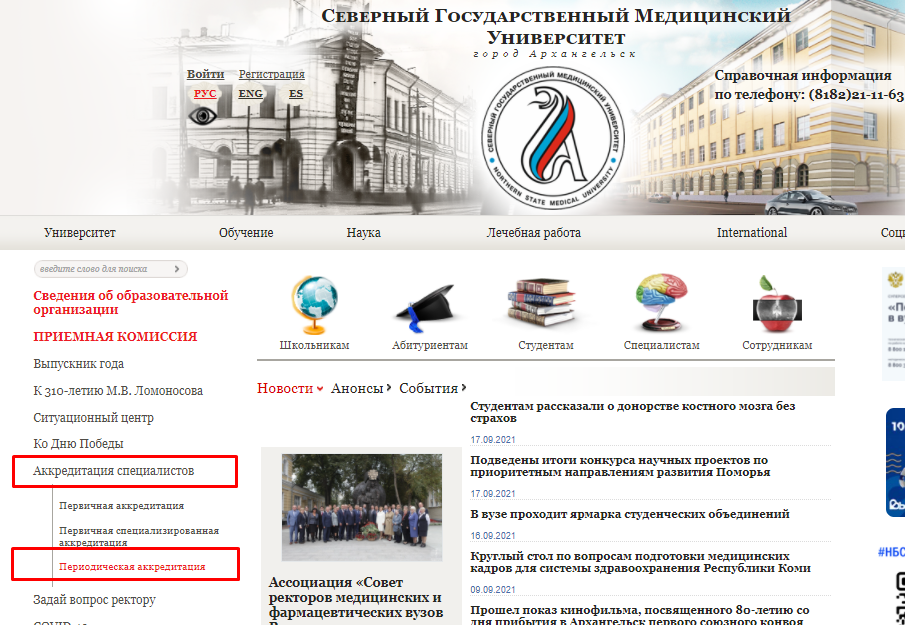 Северный Государственный Медицинский
Университет
город Архангельск
Войти Регистрация
РУС ENG ES
Справочная информация
по телефону: (8182)21-11-63
СЕВЕРНЫЙ ГОСУДАРСТВЕННЫЙ МЕДИЦИНСКИЙ УНИВЕРСИТЕТ
NORTHERN STATE MEDICAL UNIVERSITY
Университет Обучение Наука Лечебная работа International Соци
введите слово для поиска
Сведения об образовательной
организации
ПРИЕМНАЯ КОМИССИЯ
Выпускник года
К 310-летию М.В. Ломоносова
Ситуационный центр
Ко Дню Победы
Аккредитация специалистов
Первичная аккредитация
Первичная специализированная
аккредитация
Периодическая аккредитация
Задай вопрос ректору
COVID-19
Школьникам Абитуриентам Студентам Специалистам Сотрудникам
Новости Анонсы События
Ассоциация «Совет
ректоров медицинских и
фармацевтических вузов
Студентам рассказали о донорстве костного мозга без
страхов
17.09.2021
Подведены итоги конкурса научных проектов по
приоритетным направлениям развития Поморья
17.09.2021
В вузе проходит ярмарка студенческих объединений
16.09.2021
Круглый стол по вопросам подготовки медицинских
кадров для системы здравоохранения Республики Коми
09.09.2021
Прошел показ кинофильма, посвященного 80-летию со
дня прибытия в Архангельск первого союзного конвоя
«П
в в
10
#НБС